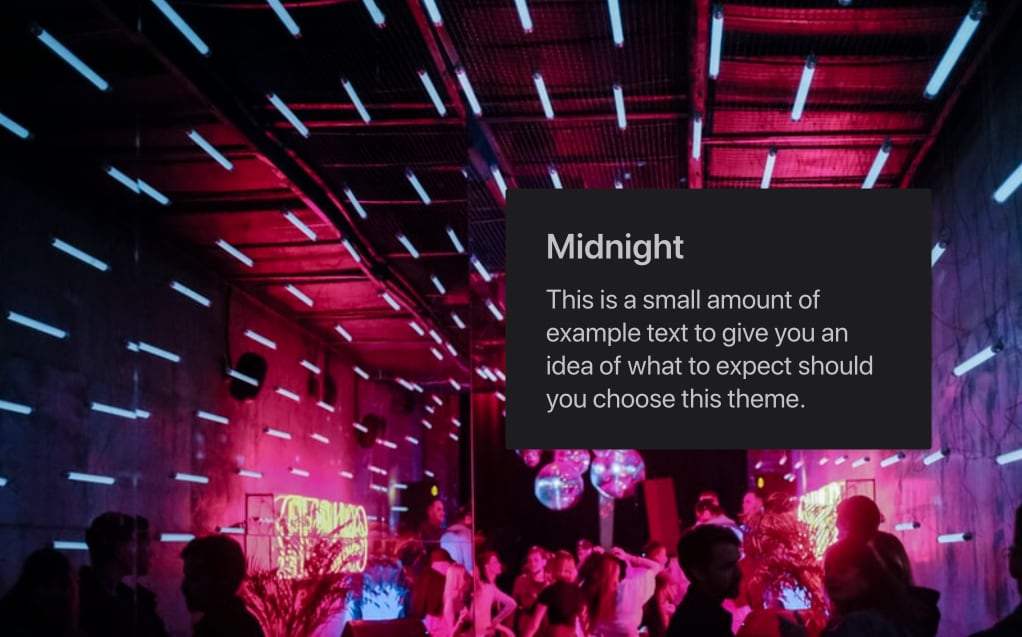 Midnight
This is a small amount of
example text to give you an
idea of what to expect should
you choose this theme.